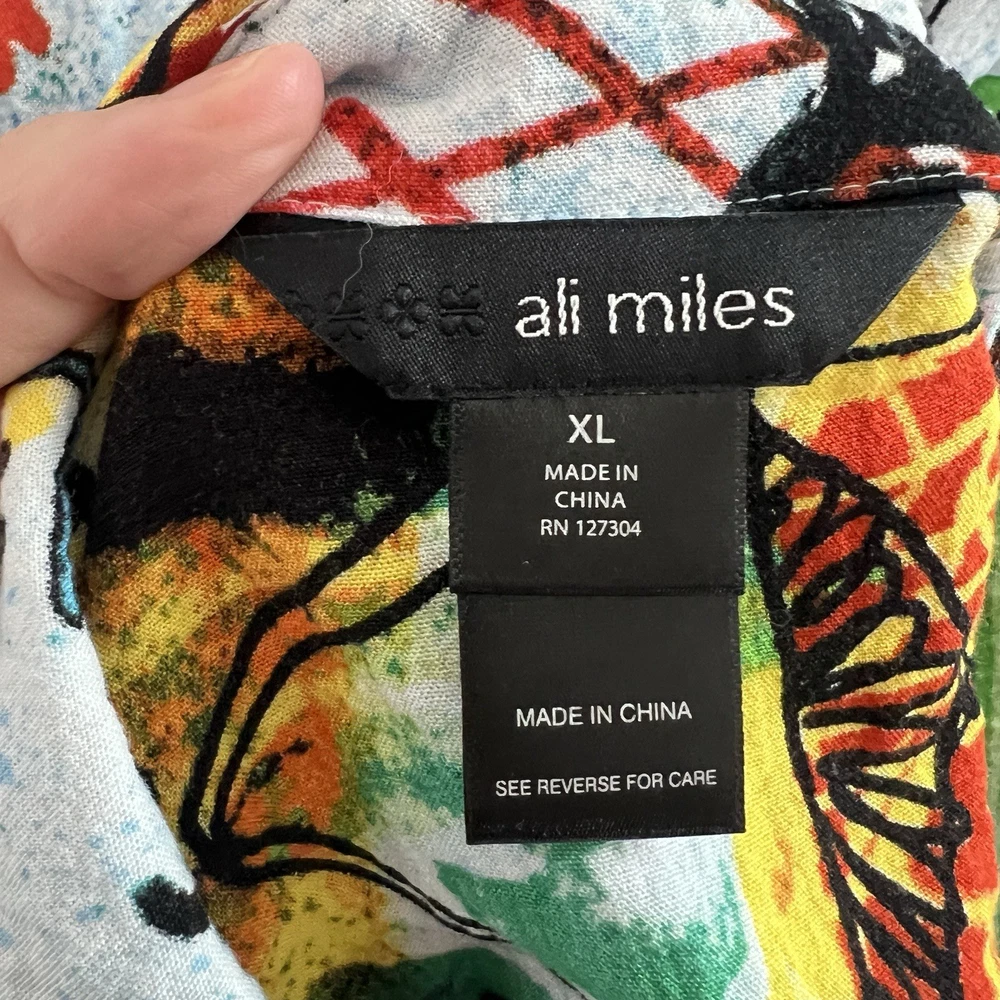 ali miles
XL
MADE IN
CHINA
RN 127304
MADE IN CHINA
SEE REVERSE FOR CARE